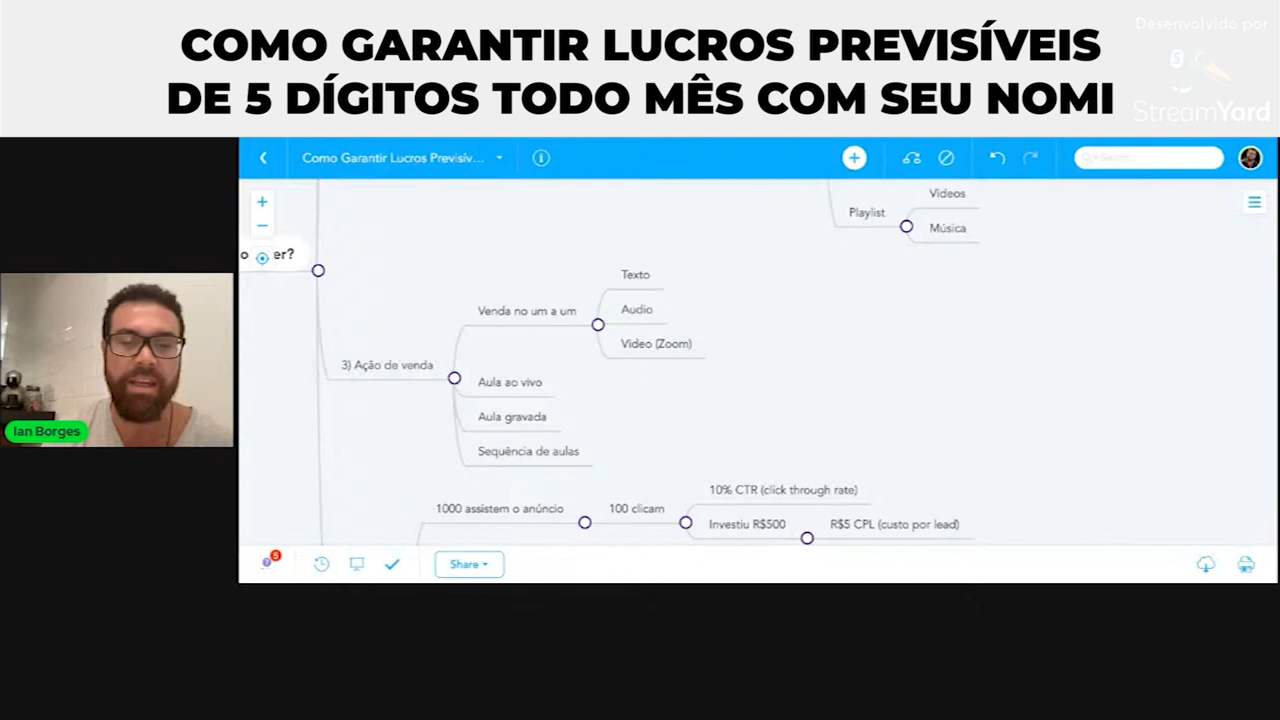 COMO GARANTIR LUCROS PREVISÍVEIS
DE 5 DÍGITOS TODO MÊS COM SEU NOMI
Desenvolvido por
StreamYard
Como Garantir Lucros Previsív...
Search...
Playlist
Videos
Música
o
er?
Texto
Venda no um a um
Audio
Video (Zoom)
3) Ação de venda
Aula ao vivo
Aula gravada
Sequência de aulas
Ian Borges
1000 assistem o anúncio
100 clicam
10% CTR (click through rate)
Investiu R$500
R$5 CPL (custo por lead)
5
Share